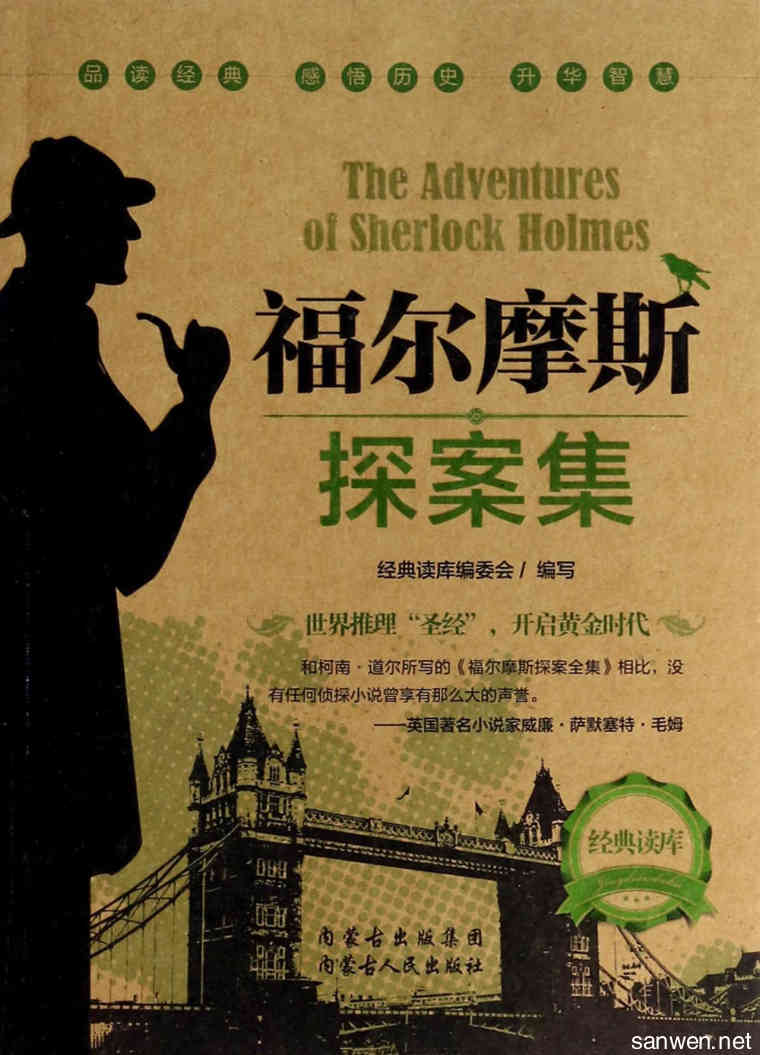 品读经典 感悟历史 升华智慧
The Adventures
of Sherlock Holmes
福尔摩斯
探案集
经典读库编委会 / 编写
世界推理“圣经”，开启黄金时代
和柯南·道尔所写的《福尔摩斯探案全集》相比，没
有任何侦探小说曾享有那么大的声誉。
——英国著名小说家威廉·萨默塞特·毛姆
经典读库
内蒙古出版集团
内蒙古人民出版社
sanwen.net